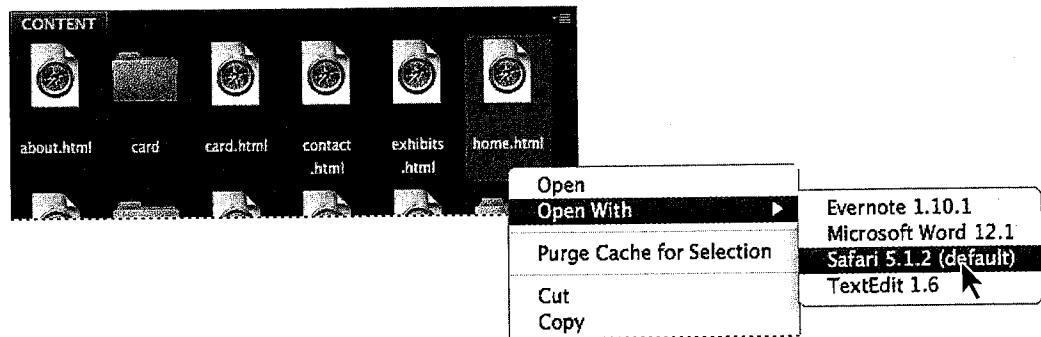 CONTENT
about.html
card
card.html
contact
.html
exhibits
.html
home.html
Open
Open With
Purge Cache for Selection
Cut
Copy
Evernote 1.10.1
Microsoft Word 12.1
Safari 5.1.2 (default)
TextEdit 1.6